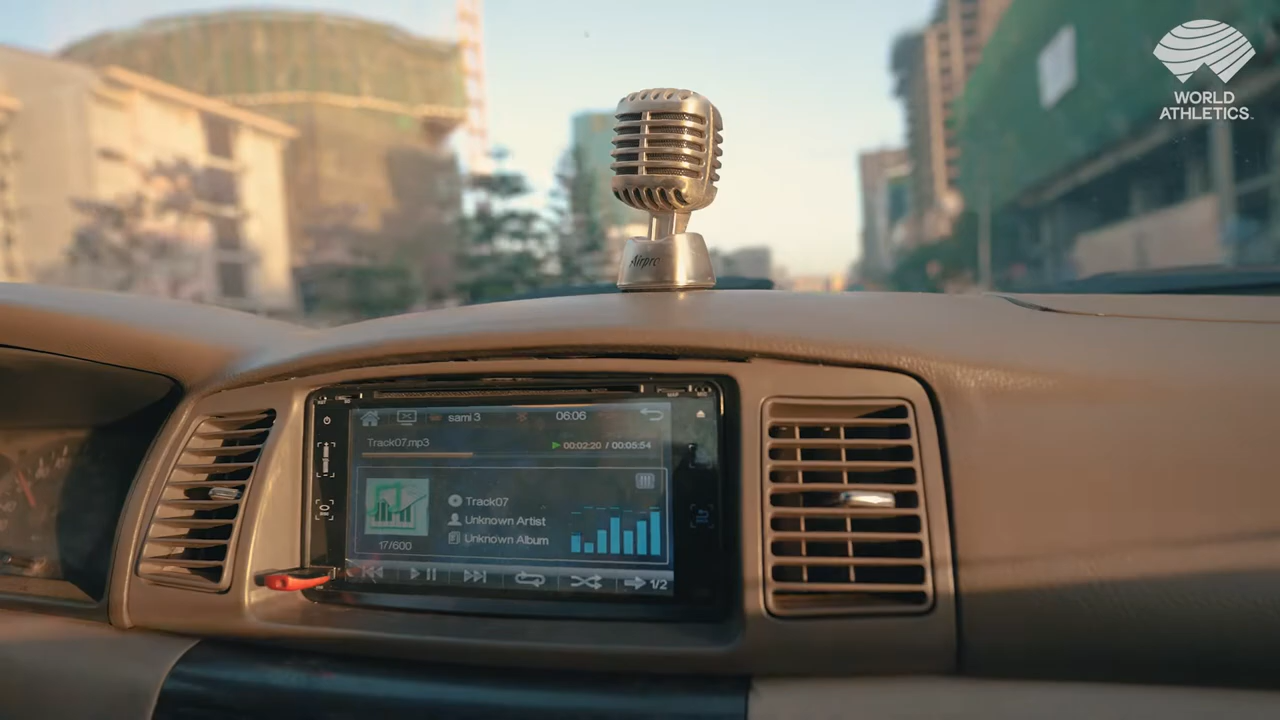 WORLD
ATHLETICS
Airpro
sami 3
06:06
Track07.mp3
00:02:20 / 00:05:54
Track07
Unknown Artist
Unknown Album
17/600
1/2